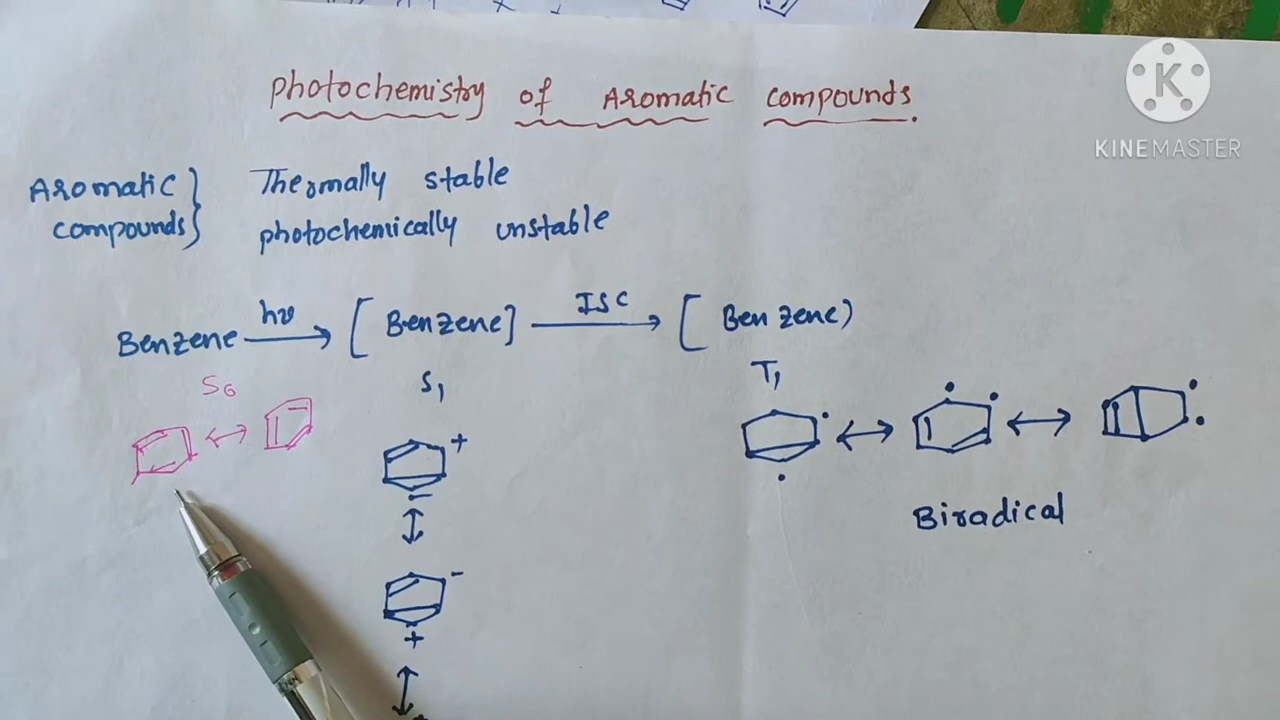 Photochemistry of Aromatic compounds.
K
KINEMASTER
Aromatic compounds} Thermally stable
photochemically unstable
Benzene hν → [Benzene] ISC → [Benzene)
S0
S1
T1
+
-
↔
-
+
Biradical